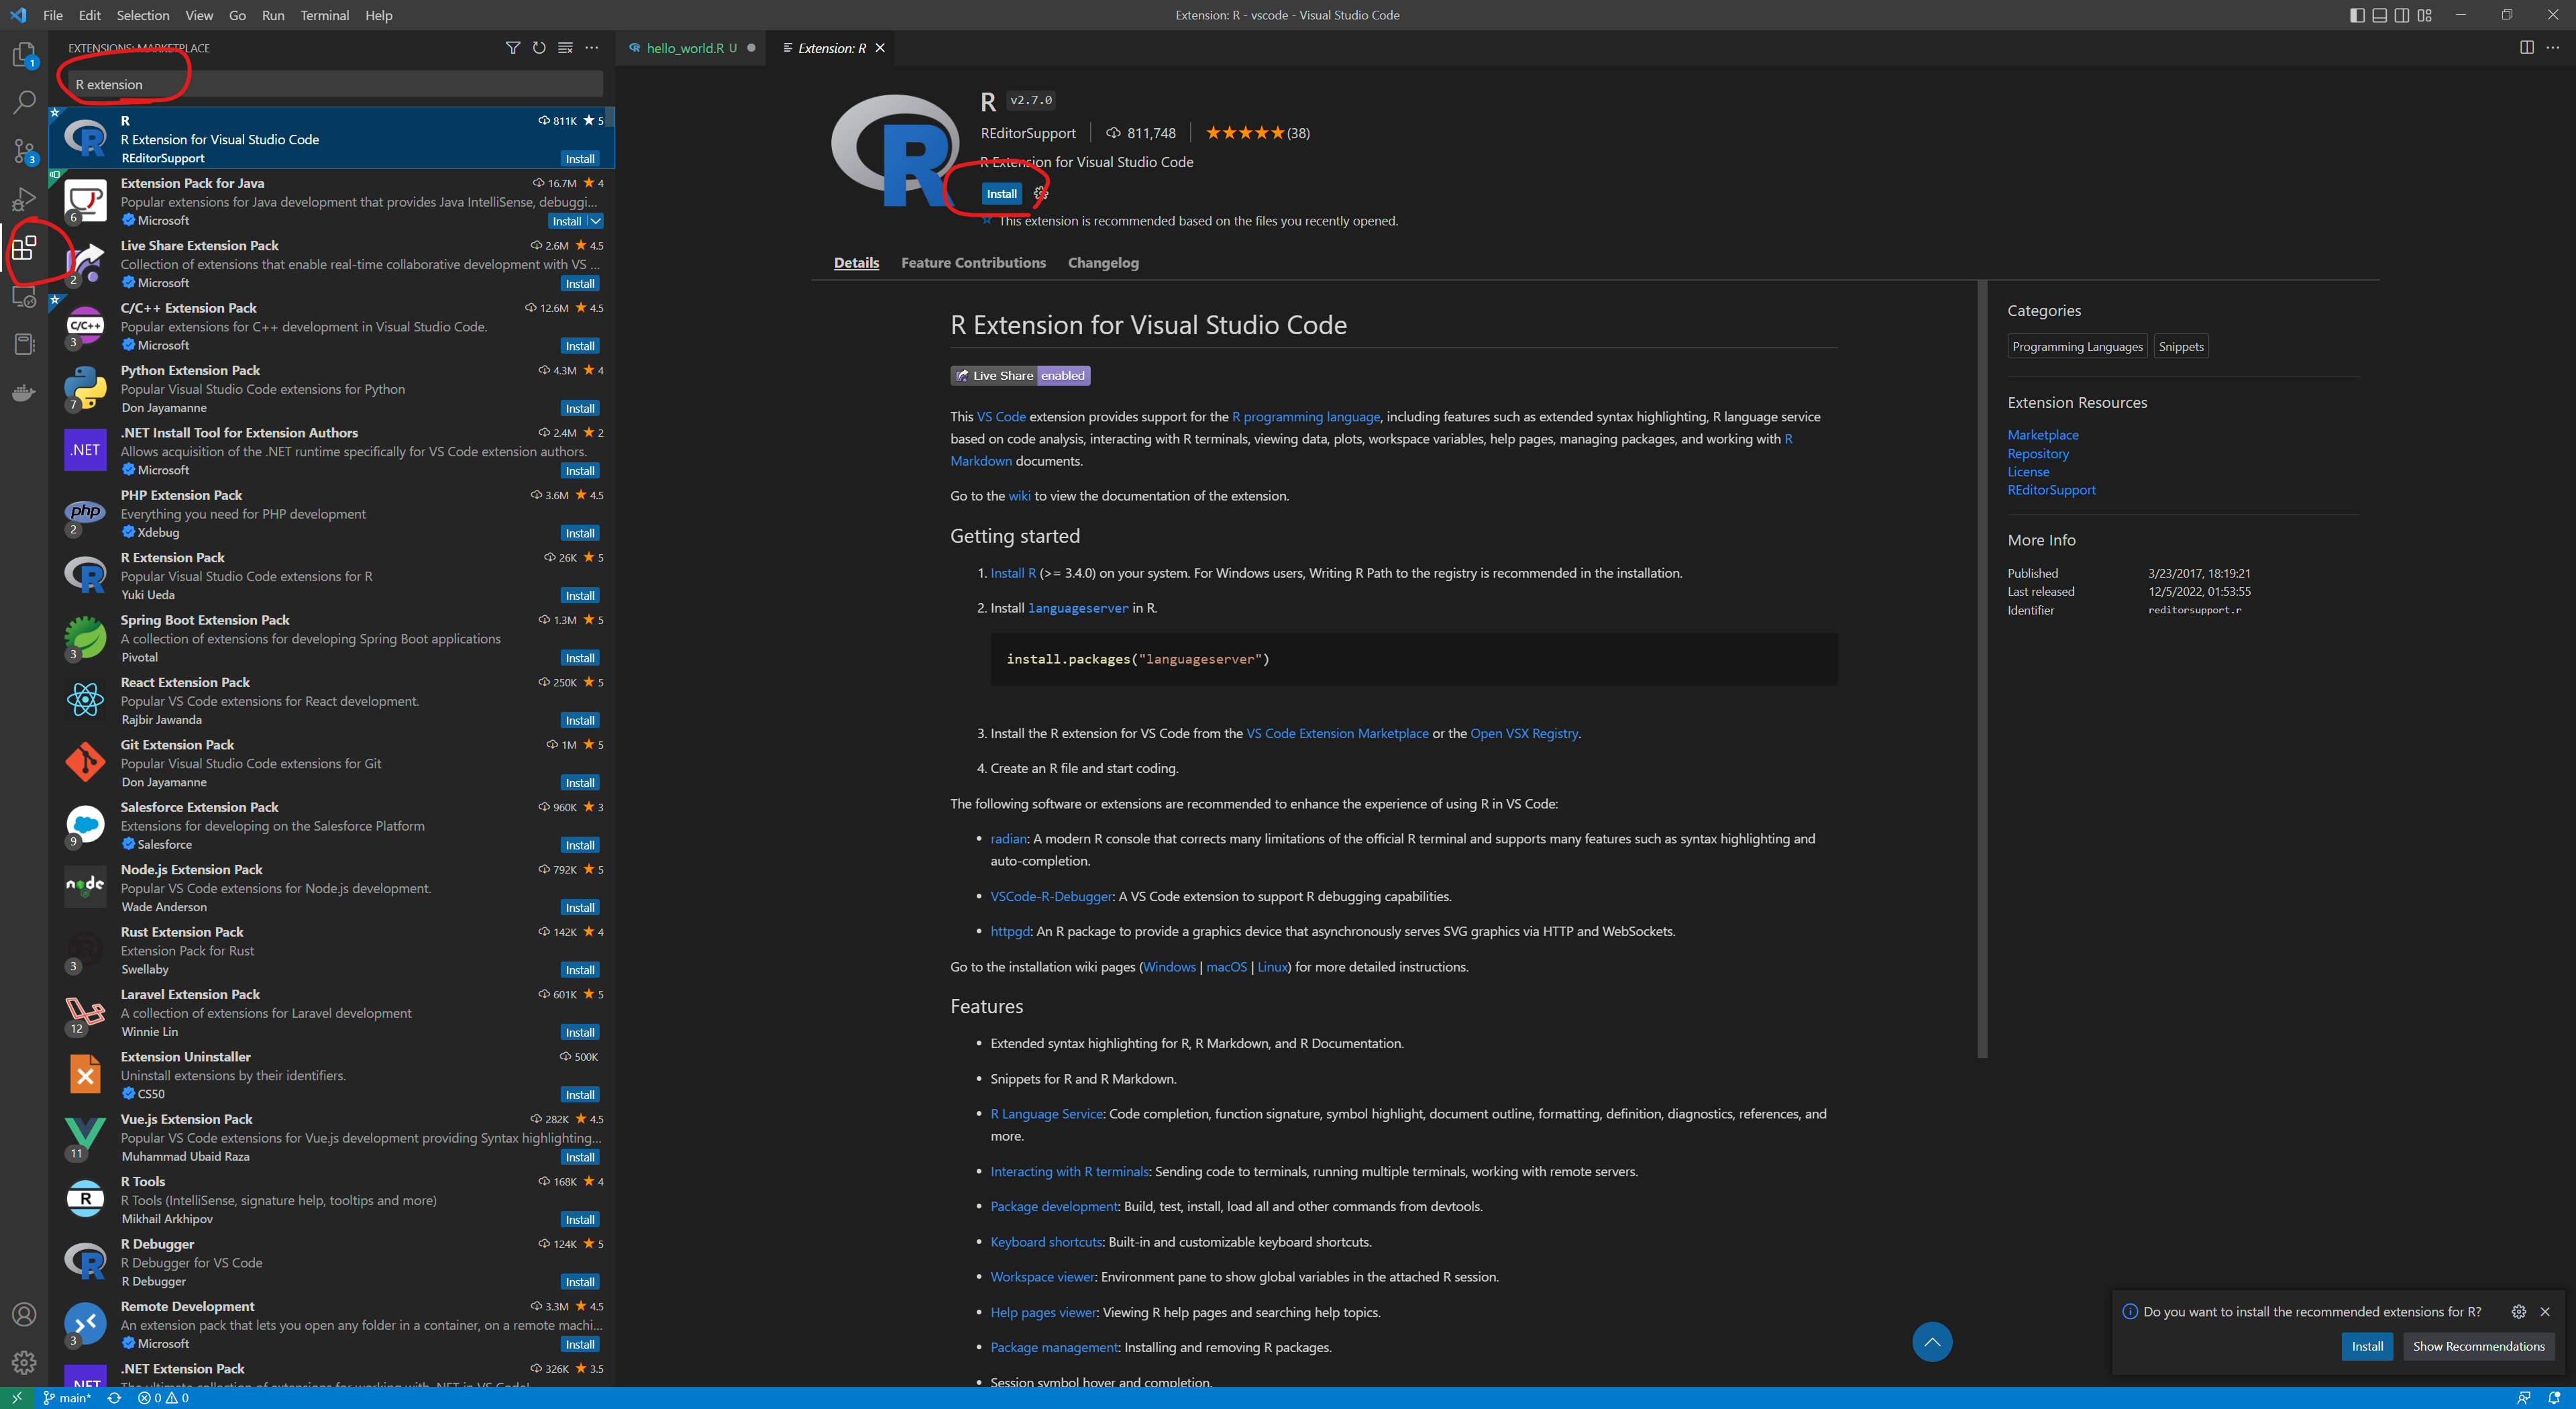 File Edit Selection View Go Run Terminal Help
Extension: R - vscode - Visual Studio Code
EXTENSIONS: MARKETPLACE
R extension
R 811K 5
R Extension for Visual Studio Code
REditorSupport Install
Extension Pack for Java 16.7M 4
Popular extensions for Java development that provides Java IntelliSense, debuggi...
6 Microsoft Install
Live Share Extension Pack 2.6M 4.5
Collection of extensions that enable real-time collaborative development with VS ...
2 Microsoft Install
C/C++ Extension Pack 12.6M 4.5
C/C++ Popular extensions for C++ development in Visual Studio Code.
3 Microsoft Install
Python Extension Pack 4.3M 4
Popular Visual Studio Code extensions for Python
7 Don Jayamanne Install
.NET Install Tool for Extension Authors 2.4M 2
.NET Allows acquisition of the .NET runtime specifically for VS Code extension authors.
Microsoft Install
PHP Extension Pack 3.6M 4.5
php Everything you need for PHP development
2 Xdebug Install
R Extension Pack 26K 5
R Popular Visual Studio Code extensions for R
Yuki Ueda Install
Spring Boot Extension Pack 1.3M 5
A collection of extensions for developing Spring Boot applications
3 Pivotal Install
React Extension Pack 250K 5
Popular VS Code extensions for React development.
Rajbir Jawanda Install
Git Extension Pack 1M 5
Popular Visual Studio Code extensions for Git
Don Jayamanne Install
Salesforce Extension Pack 960K 3
Extensions for developing on the Salesforce Platform
9 Salesforce Install
Node.js Extension Pack 792K 5
node Popular VS Code extensions for Node.js development.
Wade Anderson Install
Rust Extension Pack 142K 4
Extension Pack for Rust
3 Swellaby Install
Laravel Extension Pack 601K 5
A collection of extensions for Laravel development
12 Winnie Lin Install
Extension Uninstaller 500K
Uninstall extensions by their identifiers.
CS50 Install
Vue.js Extension Pack 282K 4.5
Popular VS Code extensions for Vue.js development providing Syntax highlighting...
11 Muhammad Ubaid Raza Install
R Tools 168K 4
R R Tools (IntelliSense, signature help, tooltips and more)
Mikhail Arkhipov Install
R Debugger 124K 5
R R Debugger for VS Code
R Debugger Install
Remote Development 3.3M 4.5
An extension pack that lets you open any folder in a container, on a remote machi...
3 Microsoft Install
.NET Extension Pack 326K 3.5
.NET The ultimate collection of extensions for working with .NET in VS Code!
hello_world.R U
Extension: R
R v2.7.0
REditorSupport 811,748 (38)
R Extension for Visual Studio Code
Install
This extension is recommended based on the files you recently opened.
Details Feature Contributions Changelog
R Extension for Visual Studio Code
Live Share enabled
This VS Code extension provides support for the R programming language, including features such as extended syntax highlighting, R language service
based on code analysis, interacting with R terminals, viewing data, plots, workspace variables, help pages, managing packages, and working with R
Markdown documents.
Go to the wiki to view the documentation of the extension.
Getting started
1. Install R (>= 3.4.0) on your system. For Windows users, Writing R Path to the registry is recommended in the installation.
2. Install languageserver in R.
install.packages("languageserver")
3. Install the R extension for VS Code from the VS Code Extension Marketplace or the Open VSX Registry.
4. Create an R file and start coding.
The following software or extensions are recommended to enhance the experience of using R in VS Code:
• radian: A modern R console that corrects many limitations of the official R terminal and supports many features such as syntax highlighting and
auto-completion.
• VSCode-R-Debugger: A VS Code extension to support R debugging capabilities.
• httpgd: An R package to provide a graphics device that asynchronously serves SVG graphics via HTTP and WebSockets.
Go to the installation wiki pages (Windows | macOS | Linux) for more detailed instructions.
Features
• Extended syntax highlighting for R, R Markdown, and R Documentation.
• Snippets for R and R Markdown.
• R Language Service: Code completion, function signature, symbol highlight, document outline, formatting, definition, diagnostics, references, and
more.
• Interacting with R terminals: Sending code to terminals, running multiple terminals, working with remote servers.
• Package development: Build, test, install, load all and other commands from devtools.
• Keyboard shortcuts: Built-in and customizable keyboard shortcuts.
• Workspace viewer: Environment pane to show global variables in the attached R session.
• Help pages viewer: Viewing R help pages and searching help topics.
• Package management: Installing and removing R packages.
• Session symbol hover and completion.
Categories
Programming Languages Snippets
Extension Resources
Marketplace
Repository
License
REditorSupport
More Info
Published 3/23/2017, 18:19:21
Last released 12/5/2022, 01:53:55
Identifier reditorsupport.r
Do you want to install the recommended extensions for R?
Install Show Recommendations
1
3
main* 0 0